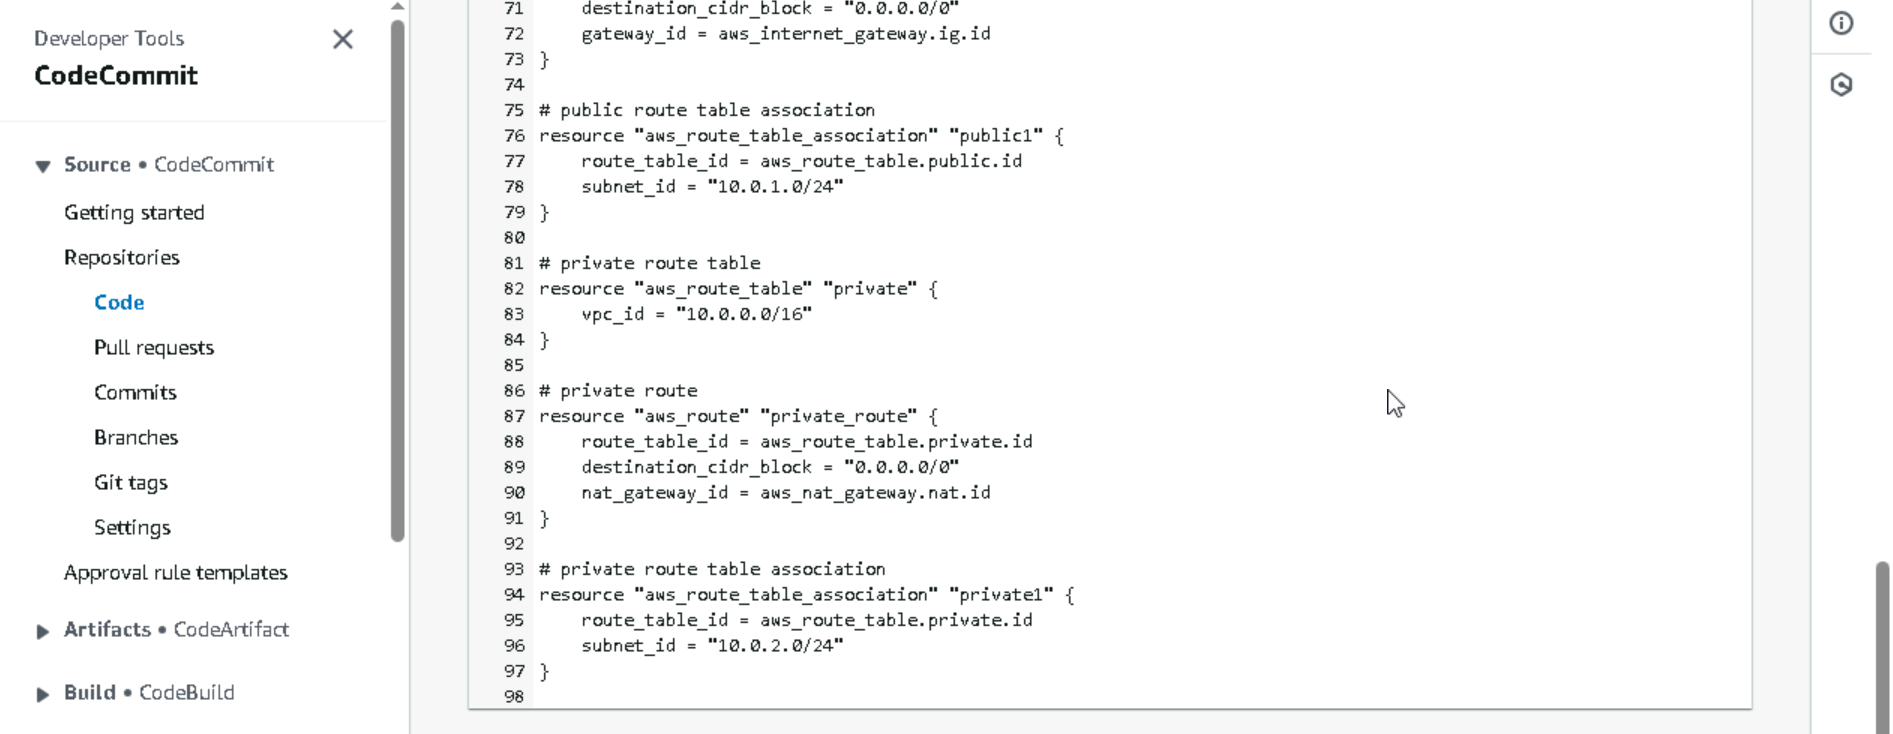 Developer Tools
CodeCommit
Source • CodeCommit
Getting started
Repositories
Code
Pull requests
Commits
Branches
Git tags
Settings
Approval rule templates
Artifacts • CodeArtifact
Build • CodeBuild
71     destination_cidr_block = "0.0.0.0/0"
72     gateway_id = aws_internet_gateway.ig.id
73 }
74
75 # public route table association
76 resource "aws_route_table_association" "public1" {
77     route_table_id = aws_route_table.public.id
78     subnet_id = "10.0.1.0/24"
79 }
80
81 # private route table
82 resource "aws_route_table" "private" {
83     vpc_id = "10.0.0.0/16"
84 }
85
86 # private route
87 resource "aws_route" "private_route" {
88     route_table_id = aws_route_table.private.id
89     destination_cidr_block = "0.0.0.0/0"
90     nat_gateway_id = aws_nat_gateway.nat.id
91 }
92
93 # private route table association
94 resource "aws_route_table_association" "private1" {
95     route_table_id = aws_route_table.private.id
96     subnet_id = "10.0.2.0/24"
97 }
98